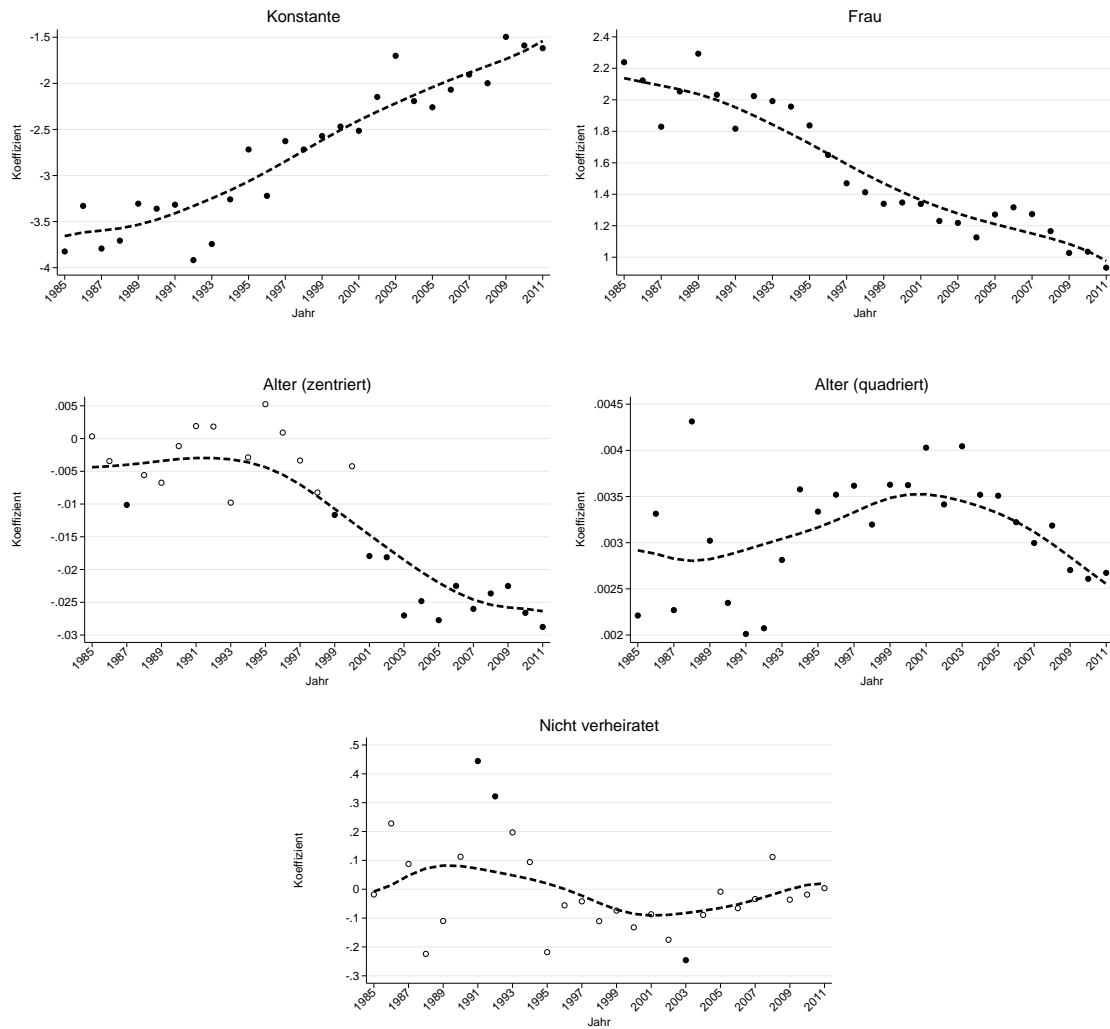 Konstante
Koeffizient
-1.5
-2
-2.5
-3
-3.5
-4
1985 1987 1989 1991 1993 1995 1997 1999 2001 2003 2005 2007 2009 2011
Jahr
Frau
Koeffizient
2.4
2.2
2
1.8
1.6
1.4
1.2
1
1985 1987 1989 1991 1993 1995 1997 1999 2001 2003 2005 2007 2009 2011
Jahr
Alter (zentriert)
Koeffizient
.005
0
-.005
-.01
-.015
-.02
-.025
-.03
1985 1987 1989 1991 1993 1995 1997 1999 2001 2003 2005 2007 2009 2011
Jahr
Alter (quadriert)
Koeffizient
.0045
.004
.0035
.003
.0025
.002
1985 1987 1989 1991 1993 1995 1997 1999 2001 2003 2005 2007 2009 2011
Jahr
Nicht verheiratet
Koeffizient
.5
.4
.3
.2
.1
0
-.1
-.2
-.3
1985 1987 1989 1991 1993 1995 1997 1999 2001 2003 2005 2007 2009 2011
Jahr